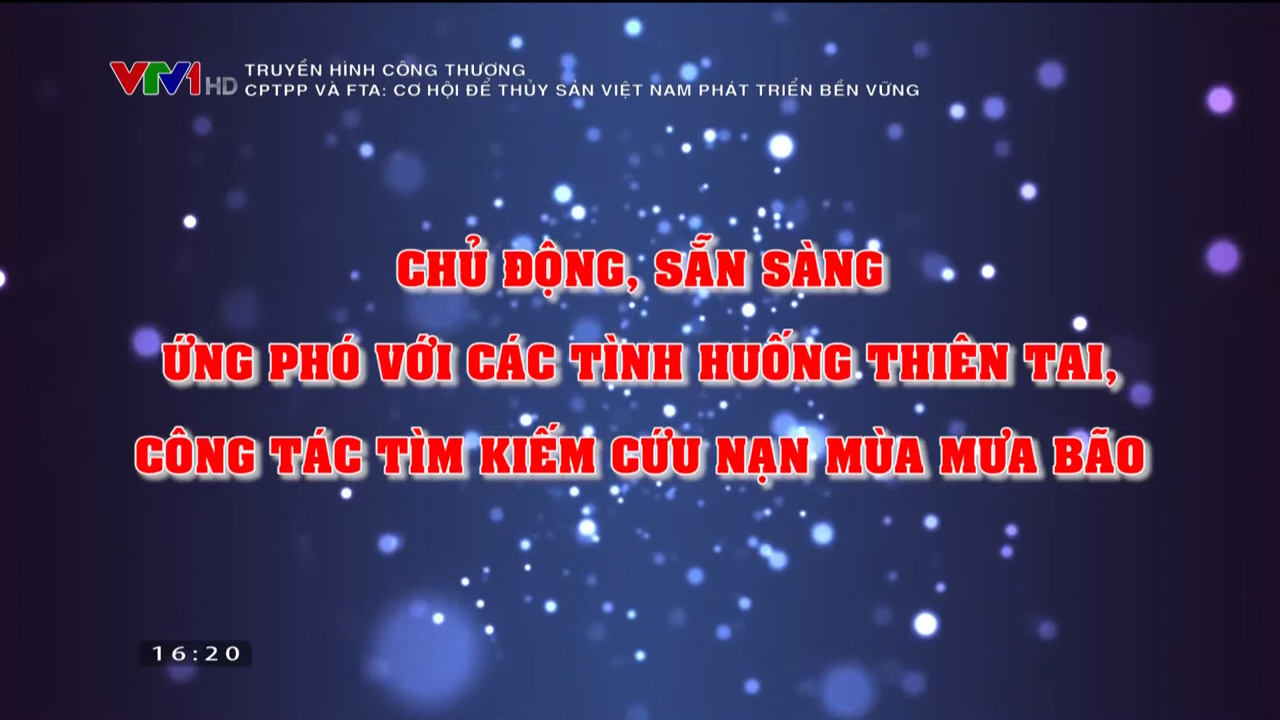 VTV1 HD
TRUYỀN HÌNH CÔNG THƯƠNG
CPTPP VÀ FTA: CƠ HỘI ĐỂ THỦY SẢN VIỆT NAM PHÁT TRIỂN BỀN VỮNG
CHỦ ĐỘNG, SẴN SÀNG
ỨNG PHÓ VỚI CÁC TÌNH HUỐNG THIÊN TAI,
CÔNG TÁC TÌM KIẾM CỨU NẠN MÙA MƯA BÃO
16:20